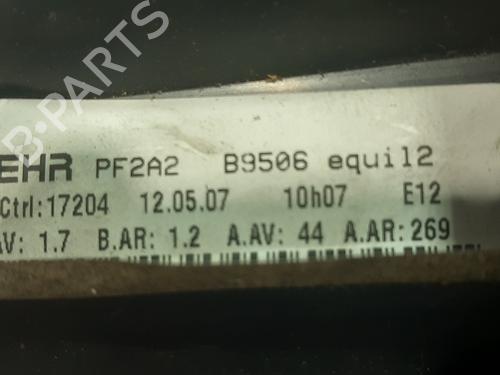 EHR PF2A2 B9506 equil2
Ctrl:17204 12.05.07 10h07 E12
AV: 1.7 B.AR: 1.2 A.AV: 44 A.AR: 269
B-PARTS